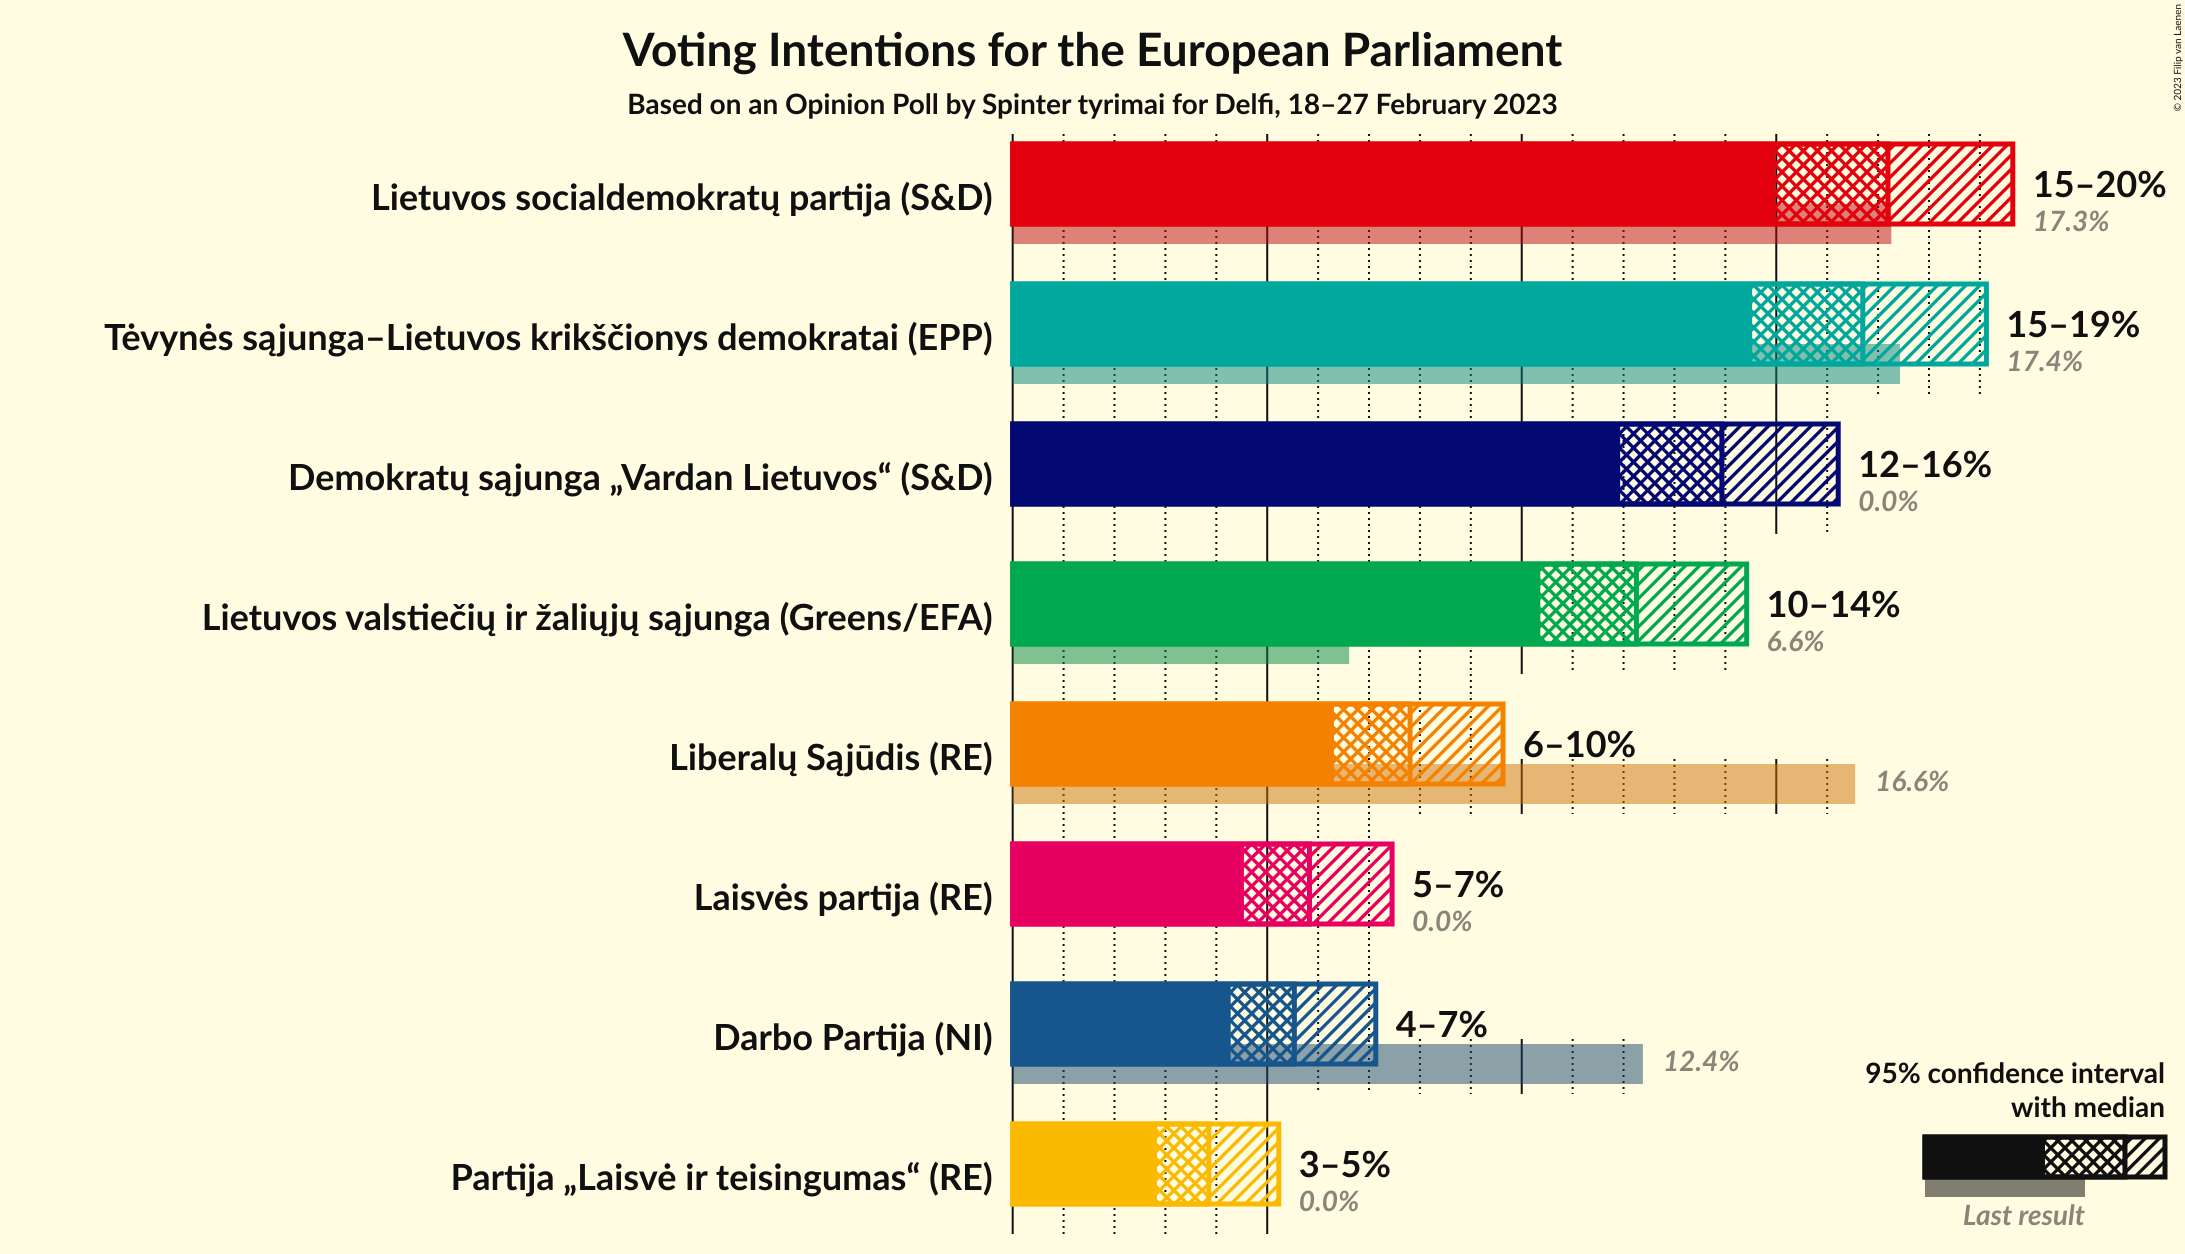 Voting Intentions for the European Parliament
Based on an Opinion Poll by Spinter tyrimai for Delfi, 18–27 February 2023
© 2023 Filip van Laenen
Lietuvos socialdemokratų partija (S&D)
15–20%
17.3%
Tėvynės sąjunga–Lietuvos krikščionys demokratai (EPP)
15–19%
17.4%
Demokratų sąjunga „Vardan Lietuvos“ (S&D)
12–16%
0.0%
Lietuvos valstiečių ir žaliųjų sąjunga (Greens/EFA)
10–14%
6.6%
Liberalų Sąjūdis (RE)
6–10%
16.6%
Laisvės partija (RE)
5–7%
0.0%
Darbo Partija (NI)
4–7%
12.4%
Partija „Laisvė ir teisingumas“ (RE)
3–5%
0.0%
95% confidence interval
with median
Last result